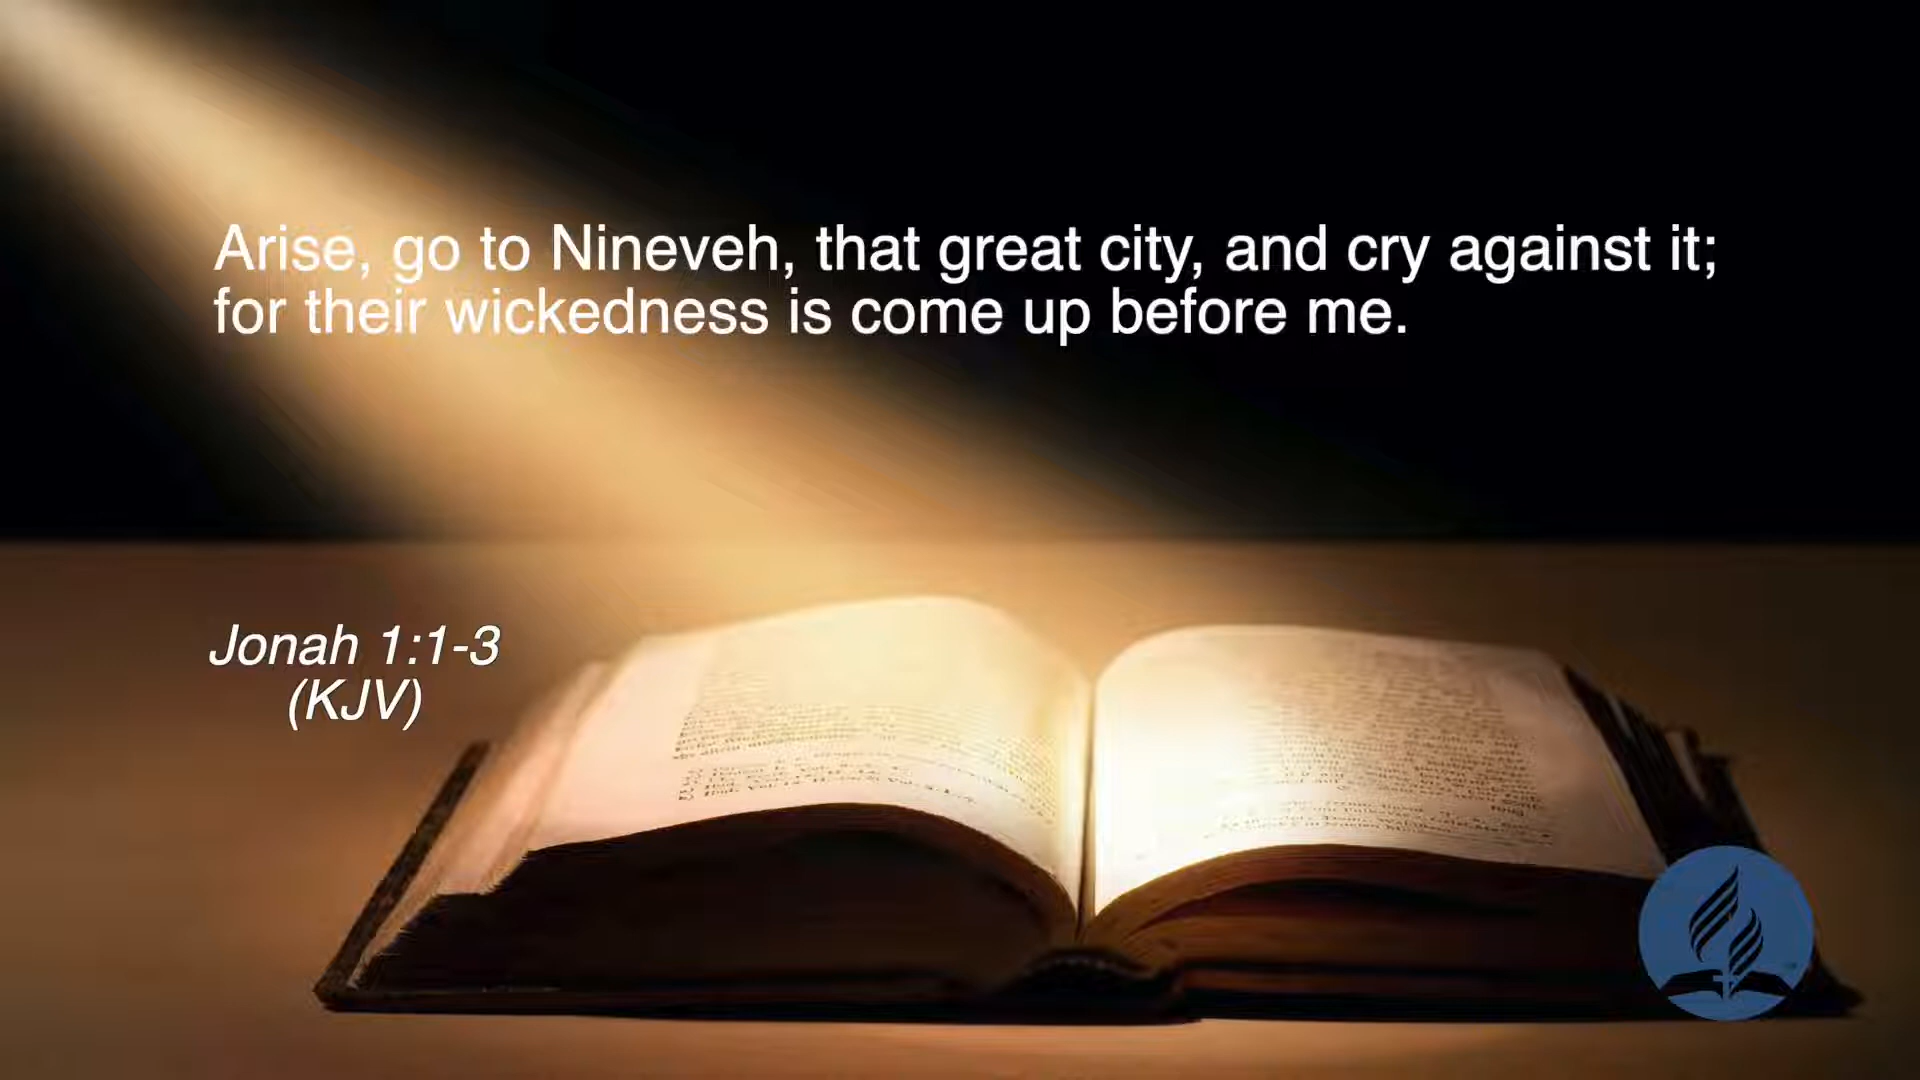 Arise, go to Nineveh, that great city, and cry against it;
for their wickedness is come up before me.
Jonah 1:1-3
(KJV)